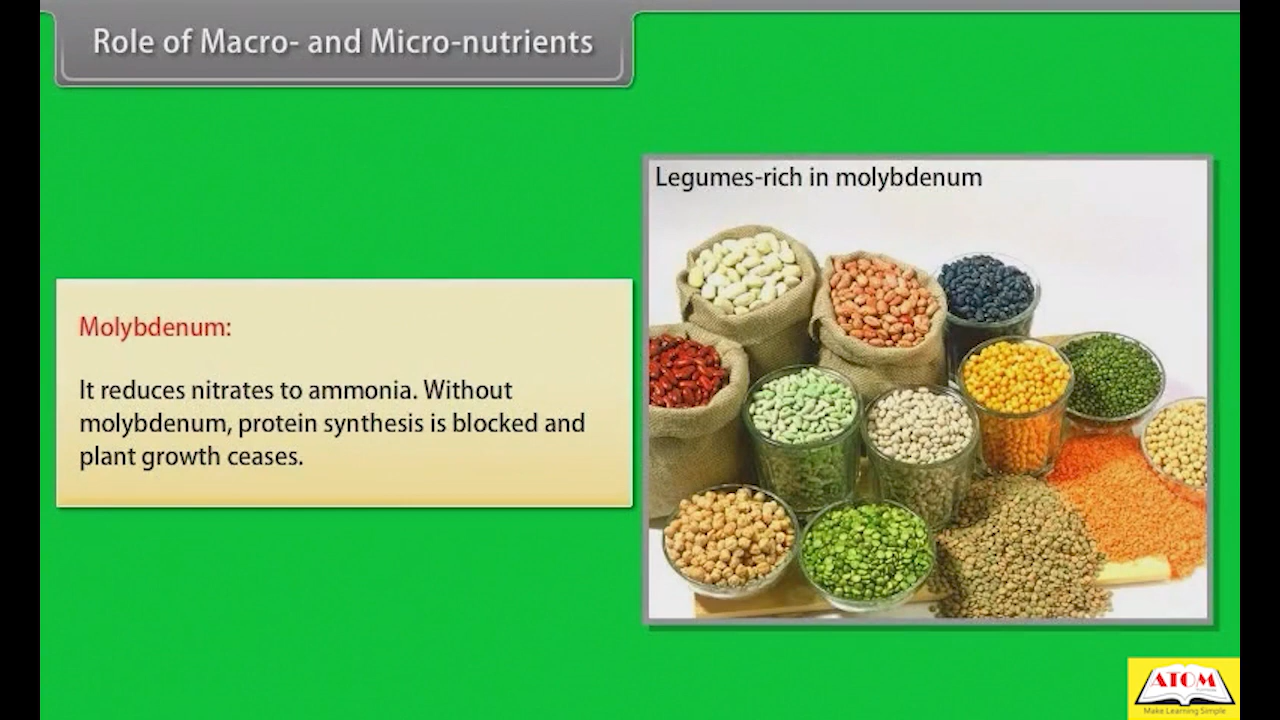 Role of Macro- and Micro-nutrients
Legumes-rich in molybdenum
Molybdenum:
It reduces nitrates to ammonia. Without
molybdenum, protein synthesis is blocked and
plant growth ceases.
ATOM
Make Learning Simple